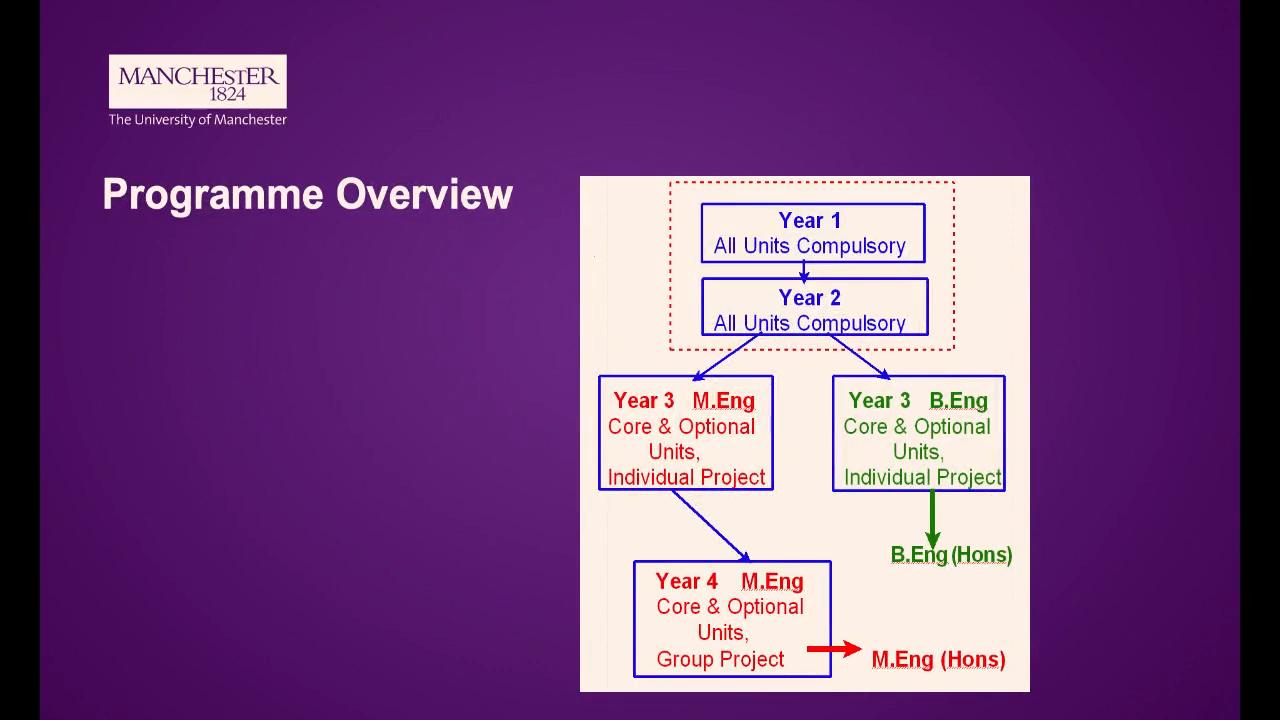 MANCHESTER
1824
The University of Manchester
Programme Overview
Year 1
All Units Compulsory
Year 2
All Units Compulsory
Year 3 M.Eng
Core & Optional
Units,
Individual Project
Year 3 B.Eng
Core & Optional
Units,
Individual Project
B.Eng (Hons)
Year 4 M.Eng
Core & Optional
Units,
Group Project
M.Eng (Hons)